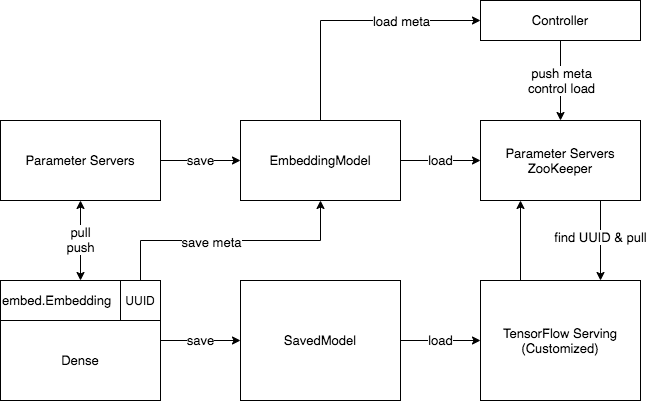 load meta
Controller
push meta
control load
Parameter Servers
save
EmbeddingModel
load
Parameter Servers
ZooKeeper
pull
push
save meta
find UUID & pull
embed.Embedding
UUID
Dense
save
SavedModel
load
TensorFlow Serving
(Customized)